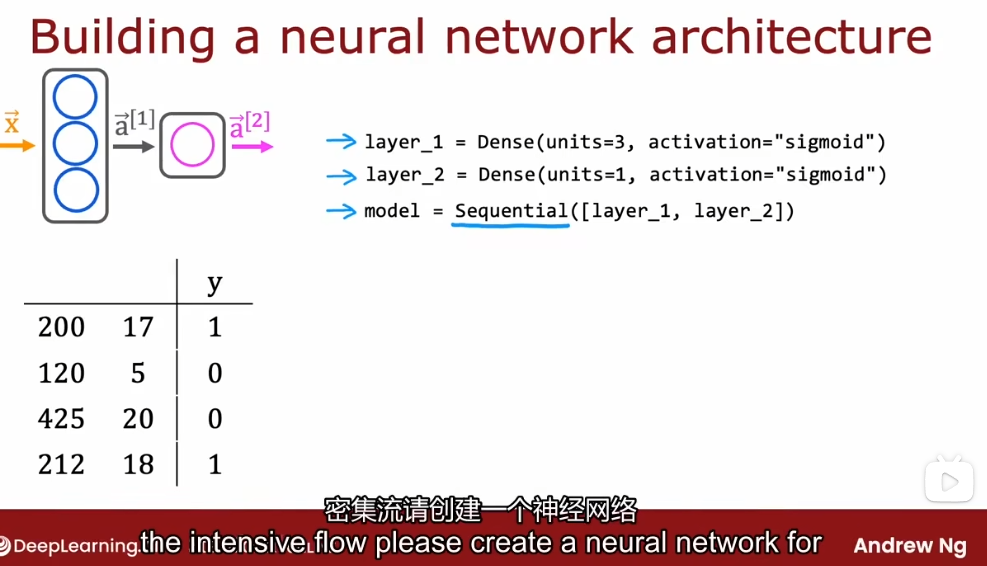 Building a neural network architecture
x⃗
a⃗[1]
a⃗[2]
layer_1 = Dense(units=3, activation="sigmoid")
layer_2 = Dense(units=1, activation="sigmoid")
model = Sequential([layer_1, layer_2])
y
200 17 1
120 5 0
425 20 0
212 18 1
密集流请创建一个神经网络
the intensive flow please create a neural network for
DeepLearning.
Andrew Ng